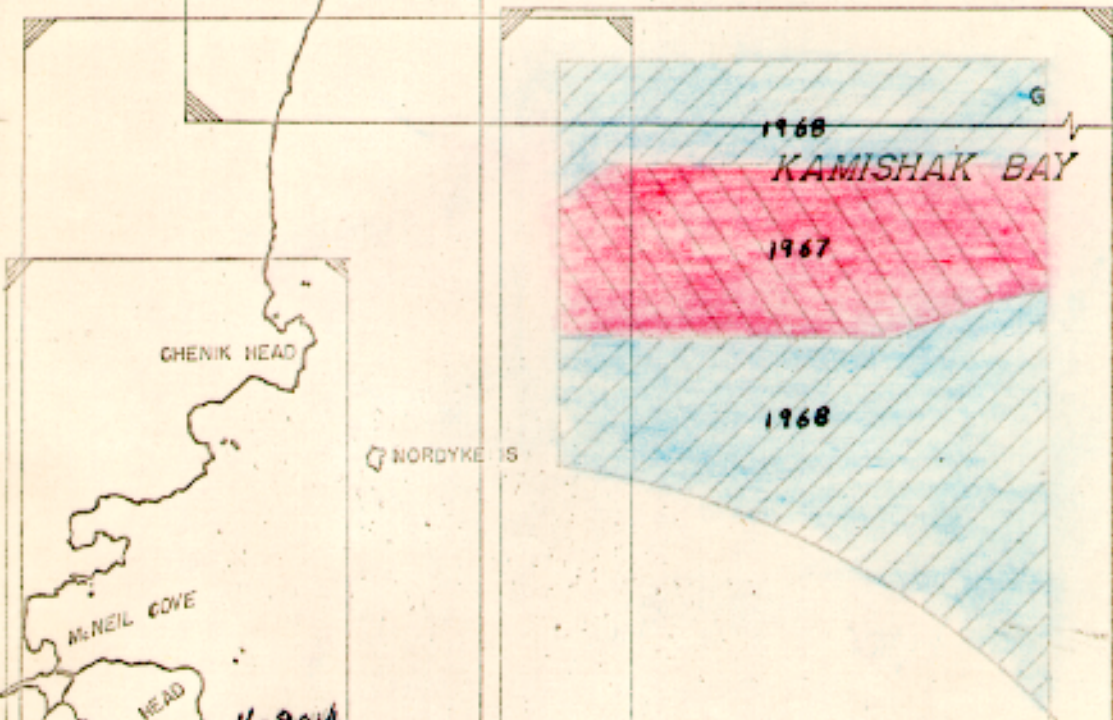 G
1968
KAMISHAK BAY
1967
CHENIK HEAD
1968
NORDYKE IS
McNEIL COVE
HEAD